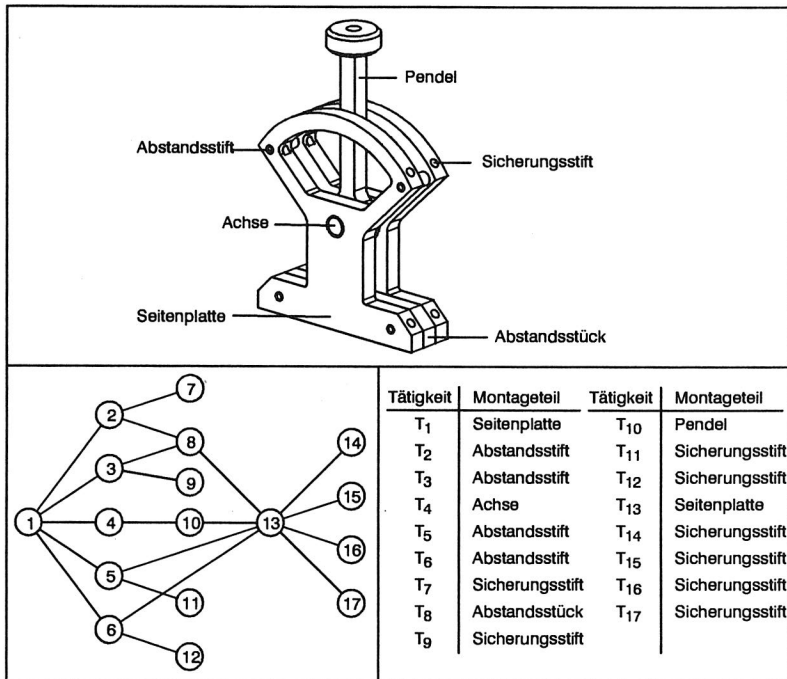 Pendel
Abstandsstift
Sicherungsstift
Achse
Seitenplatte
Abstandsstück
7
2
8
14
3
9
15
1
4
10
13
5
16
11
6
17
12
Tätigkeit Montageteil Tätigkeit Montageteil
T1 Seitenplatte T10 Pendel
T2 Abstandsstift T11 Sicherungsstift
T3 Abstandsstift T12 Sicherungsstift
T4 Achse T13 Seitenplatte
T5 Abstandsstift T14 Sicherungsstift
T6 Abstandsstift T15 Sicherungsstift
T7 Sicherungsstift T16 Sicherungsstift
T8 Abstandsstück T17 Sicherungsstift
T9 Sicherungsstift